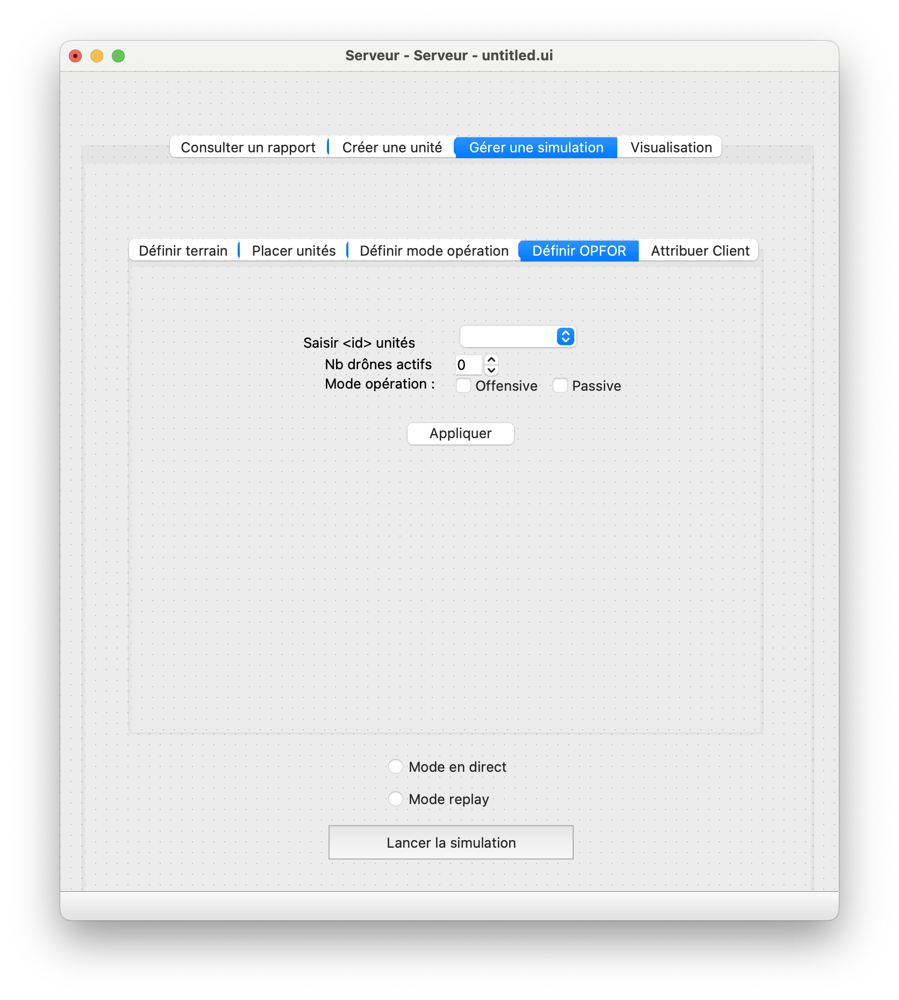 Serveur - Serveur - untitled.ui
Consulter un rapport Créer une unité Gérer une simulation Visualisation
Définir terrain Placer unités Définir mode opération Définir OPFOR Attribuer Client
Saisir <id> unités
Nb drônes actifs 0
Mode opération : Offensive Passive
Appliquer
Mode en direct
Mode replay
Lancer la simulation